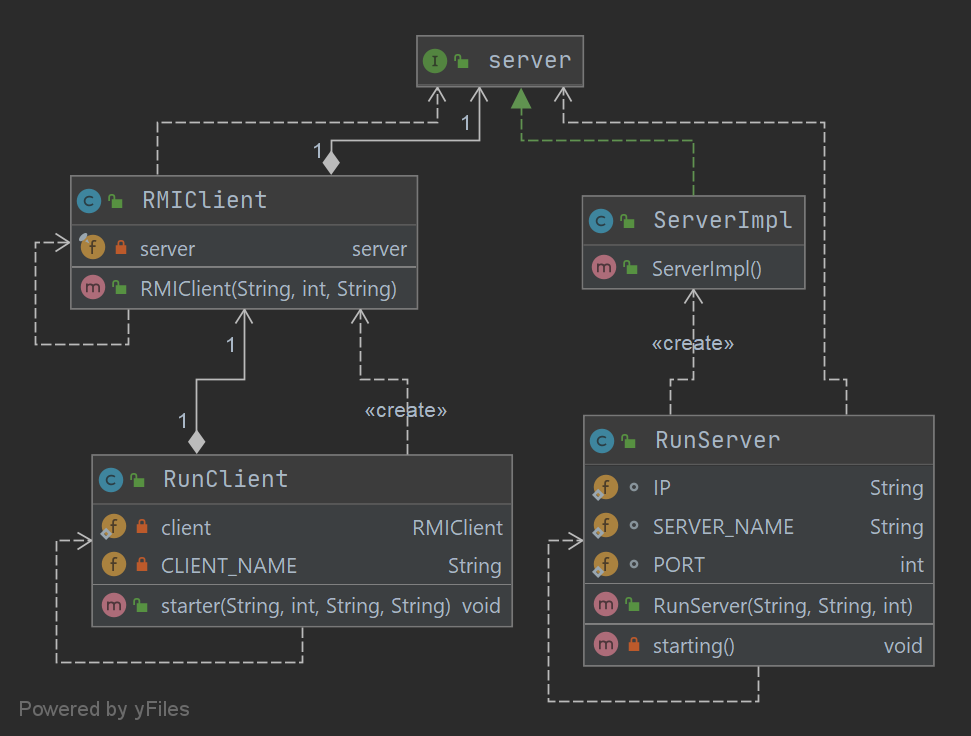 server
1
1
RMIClient
server server
RMIClient(String, int, String)
ServerImpl
ServerImpl()
1
«create»
1
«create»
RunClient
client RMIClient
CLIENT_NAME String
starter(String, int, String, String) void
RunServer
IP String
SERVER_NAME String
PORT int
RunServer(String, String, int)
starting() void
Powered by yFiles